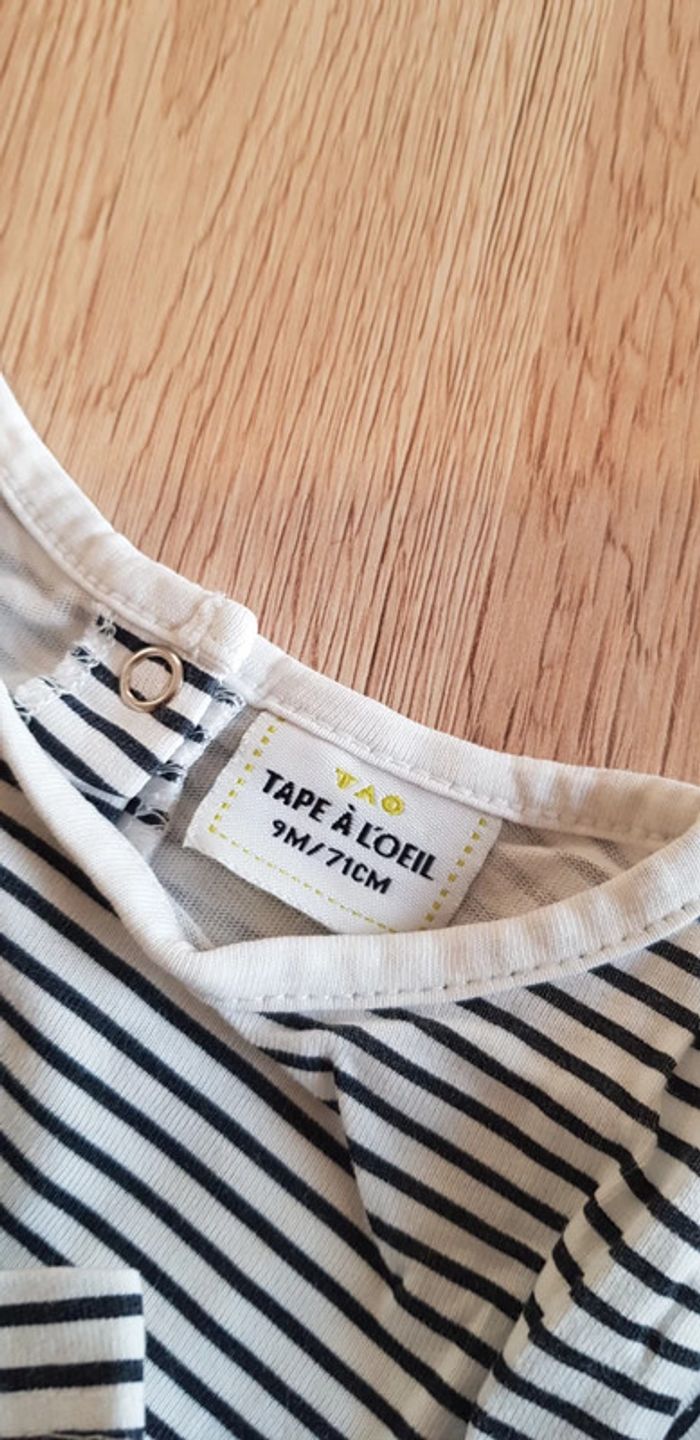 TAO
TAPE À L'OEIL
9M/71CM